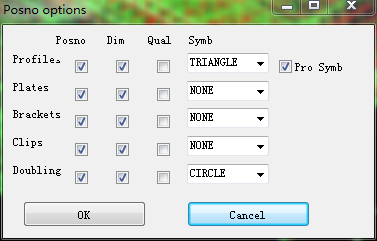 Posno options
Posno Dim Qual Symb
Profiles TRIANGLE Pro Symb
Plates NONE
Brackets NONE
Clips NONE
Doubling CIRCLE
OK Cancel